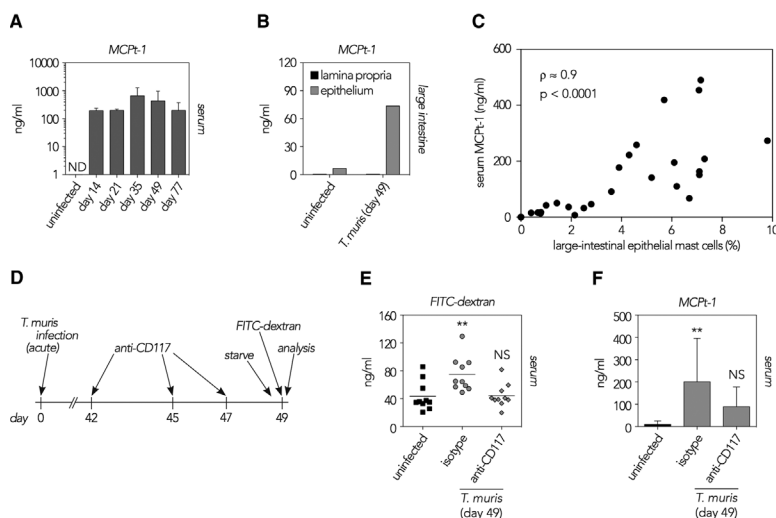 A
MCPt-1
ng/ml
10000
1000
100
10
1
ND
serum
uninfected
day 14
day 21
day 35
day 49
day 77
B
MCPt-1
ng/ml
120
90
60
30
0
lamina propria
epithelium
large intestine
uninfected
T. muris (day 49)
C
serum MCPt-1 (ng/ml)
600
400
200
0
ρ ≈ 0.9
p < 0.0001
0 2 4 6 8 10
large-intestinal epithelial mast cells (%)
D
T. muris
infection
(acute)
anti-CD117
FITC-dextran
starve
analysis
day 0 42 45 47 49
E
FITC-dextran
ng/ml
160
120
80
40
0
**
NS
serum
uninfected
isotype
anti-CD117
T. muris
(day 49)
F
MCPt-1
ng/ml
500
400
300
200
100
0
**
NS
serum
uninfected
isotype
anti-CD117
T. muris
(day 49)